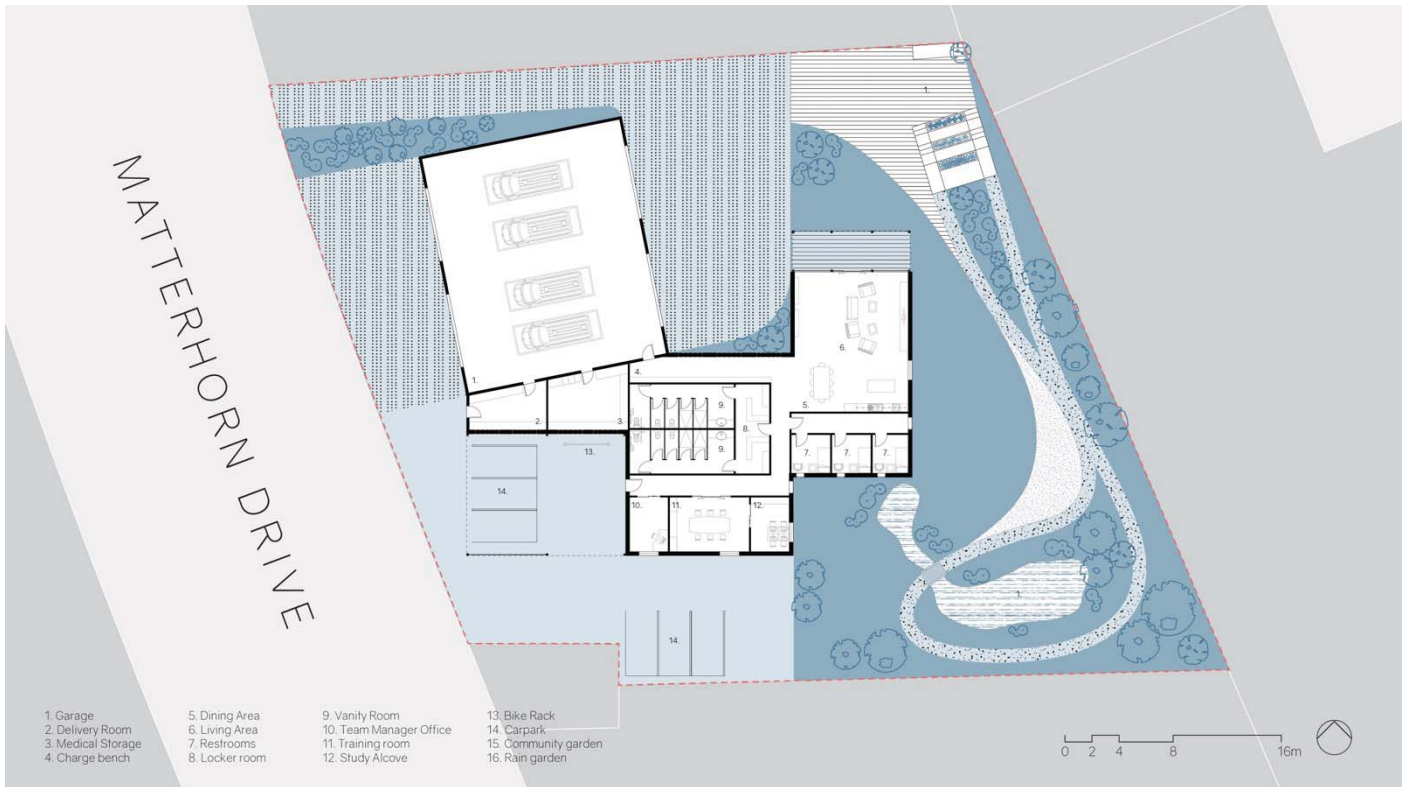 MATTERHORN DRIVE
1.
1.
2.
3.
4.
5.
6.
7.
7.
7.
8.
9.
9.
10.
11.
12.
13.
14.
14.
1.
1. Garage
2. Delivery Room
3. Medical Storage
4. Charge bench
5. Dining Area
6. Living Area
7. Restrooms
8. Locker room
9. Vanity Room
10. Team Manager Office
11. Training room
12. Study Alcove
13. Bike Rack
14. Carpark
15. Community garden
16. Rain garden
0 2 4 8 16m